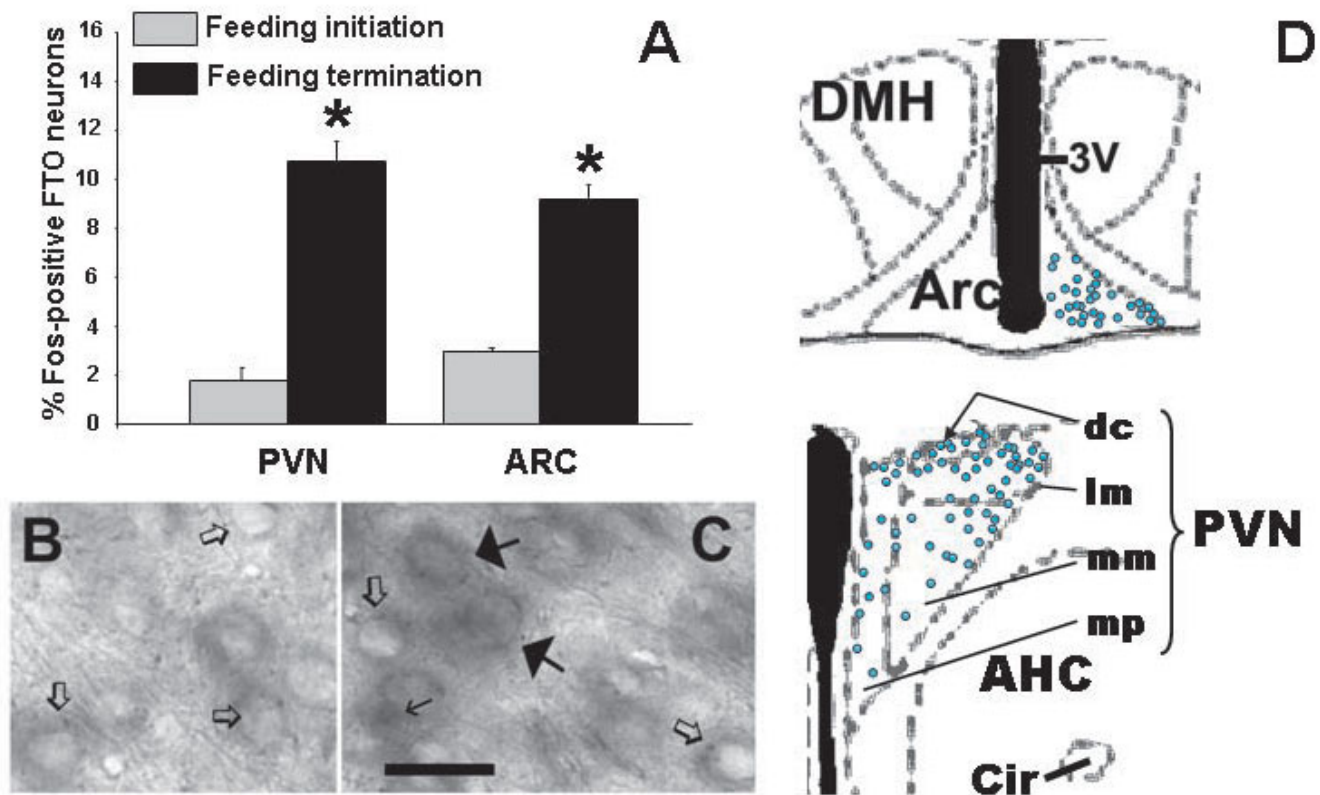 Feeding initiation
Feeding termination
A
% Fos-positive FTO neurons
16
14
12
10
8
6
4
2
0
*
*
PVN
ARC
B
C
D
DMH
3V
Arc
dc
lm
mm
mp
PVN
AHC
Cir